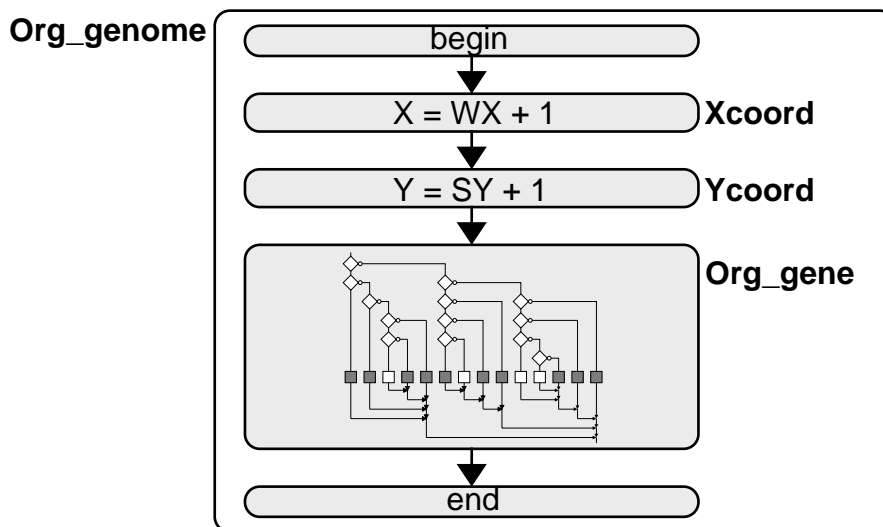 Org_genome
begin
X = WX + 1
Xcoord
Y = SY + 1
Ycoord
Org_gene
end